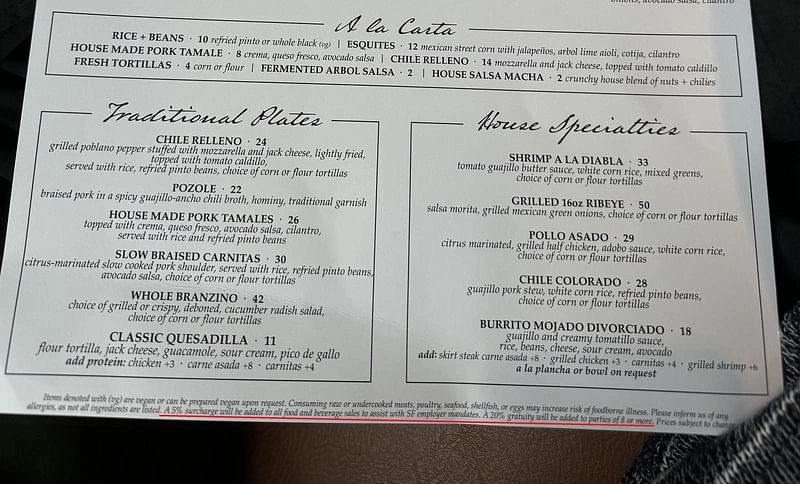 onions, avocado salsa, cilantro
A la Carta
RICE + BEANS · 10 refried pinto or whole black (vg) | ESQUITES · 12 mexican street corn with jalapeños, arbol lime aioli, cotija, cilantro
HOUSE MADE PORK TAMALE · 8 crema, queso fresco, avocado salsa | CHILE RELLENO · 14 mozzarella and jack cheese, topped with tomato caldillo
FRESH TORTILLAS · 4 corn or flour | FERMENTED ARBOL SALSA · 2 | HOUSE SALSA MACHA · 2 crunchy house blend of nuts + chilies
Traditional Plates
CHILE RELLENO · 24
grilled poblano pepper stuffed with mozzarella and jack cheese, lightly fried,
topped with tomato caldillo,
served with rice, refried pinto beans, choice of corn or flour tortillas
POZOLE · 22
braised pork in a spicy guajillo-ancho chili broth, hominy, traditional garnish
HOUSE MADE PORK TAMALES · 26
topped with crema, queso fresco, avocado salsa, cilantro,
served with rice and refried pinto beans
SLOW BRAISED CARNITAS · 30
citrus-marinated slow cooked pork shoulder, served with rice, refried pinto beans,
avocado salsa, choice of corn or flour tortillas
WHOLE BRANZINO · 42
choice of grilled or crispy, deboned, cucumber radish salad,
choice of corn or flour tortillas
CLASSIC QUESADILLA · 11
flour tortilla, jack cheese, guacamole, sour cream, pico de gallo
add protein: chicken +3 · carne asada +8 · carnitas +4
House Specialties
SHRIMP A LA DIABLA · 33
tomato guajillo butter sauce, white corn rice, mixed greens,
choice of corn or flour tortillas
GRILLED 16oz RIBEYE · 50
salsa morita, grilled mexican green onions, choice of corn or flour tortillas
POLLO ASADO · 29
citrus marinated, grilled half chicken, adobo sauce, white corn rice,
choice of corn or flour tortillas
CHILE COLORADO · 28
guajillo pork stew, white corn rice, refried pinto beans,
choice of corn or flour tortillas
BURRITO MOJADO DIVORCIADO · 18
guajillo and creamy tomatillo sauce,
rice, beans, cheese, sour cream, avocado
add: skirt steak carne asada +8 · grilled chicken +3 · carnitas +4 · grilled shrimp +6
a la plancha or bowl on request
Items denoted with (vg) are vegan or can be prepared vegan upon request. Consuming raw or undercooked meats, poultry, seafood, shellfish, or eggs may increase risk of foodborne illness. Please inform us of any
allergies, as not all ingredients are listed. A 5% surcharge will be added to all food and beverage sales to assist with SF employer mandates. A 20% gratuity will be added to parties of 8 or more. Prices subject to